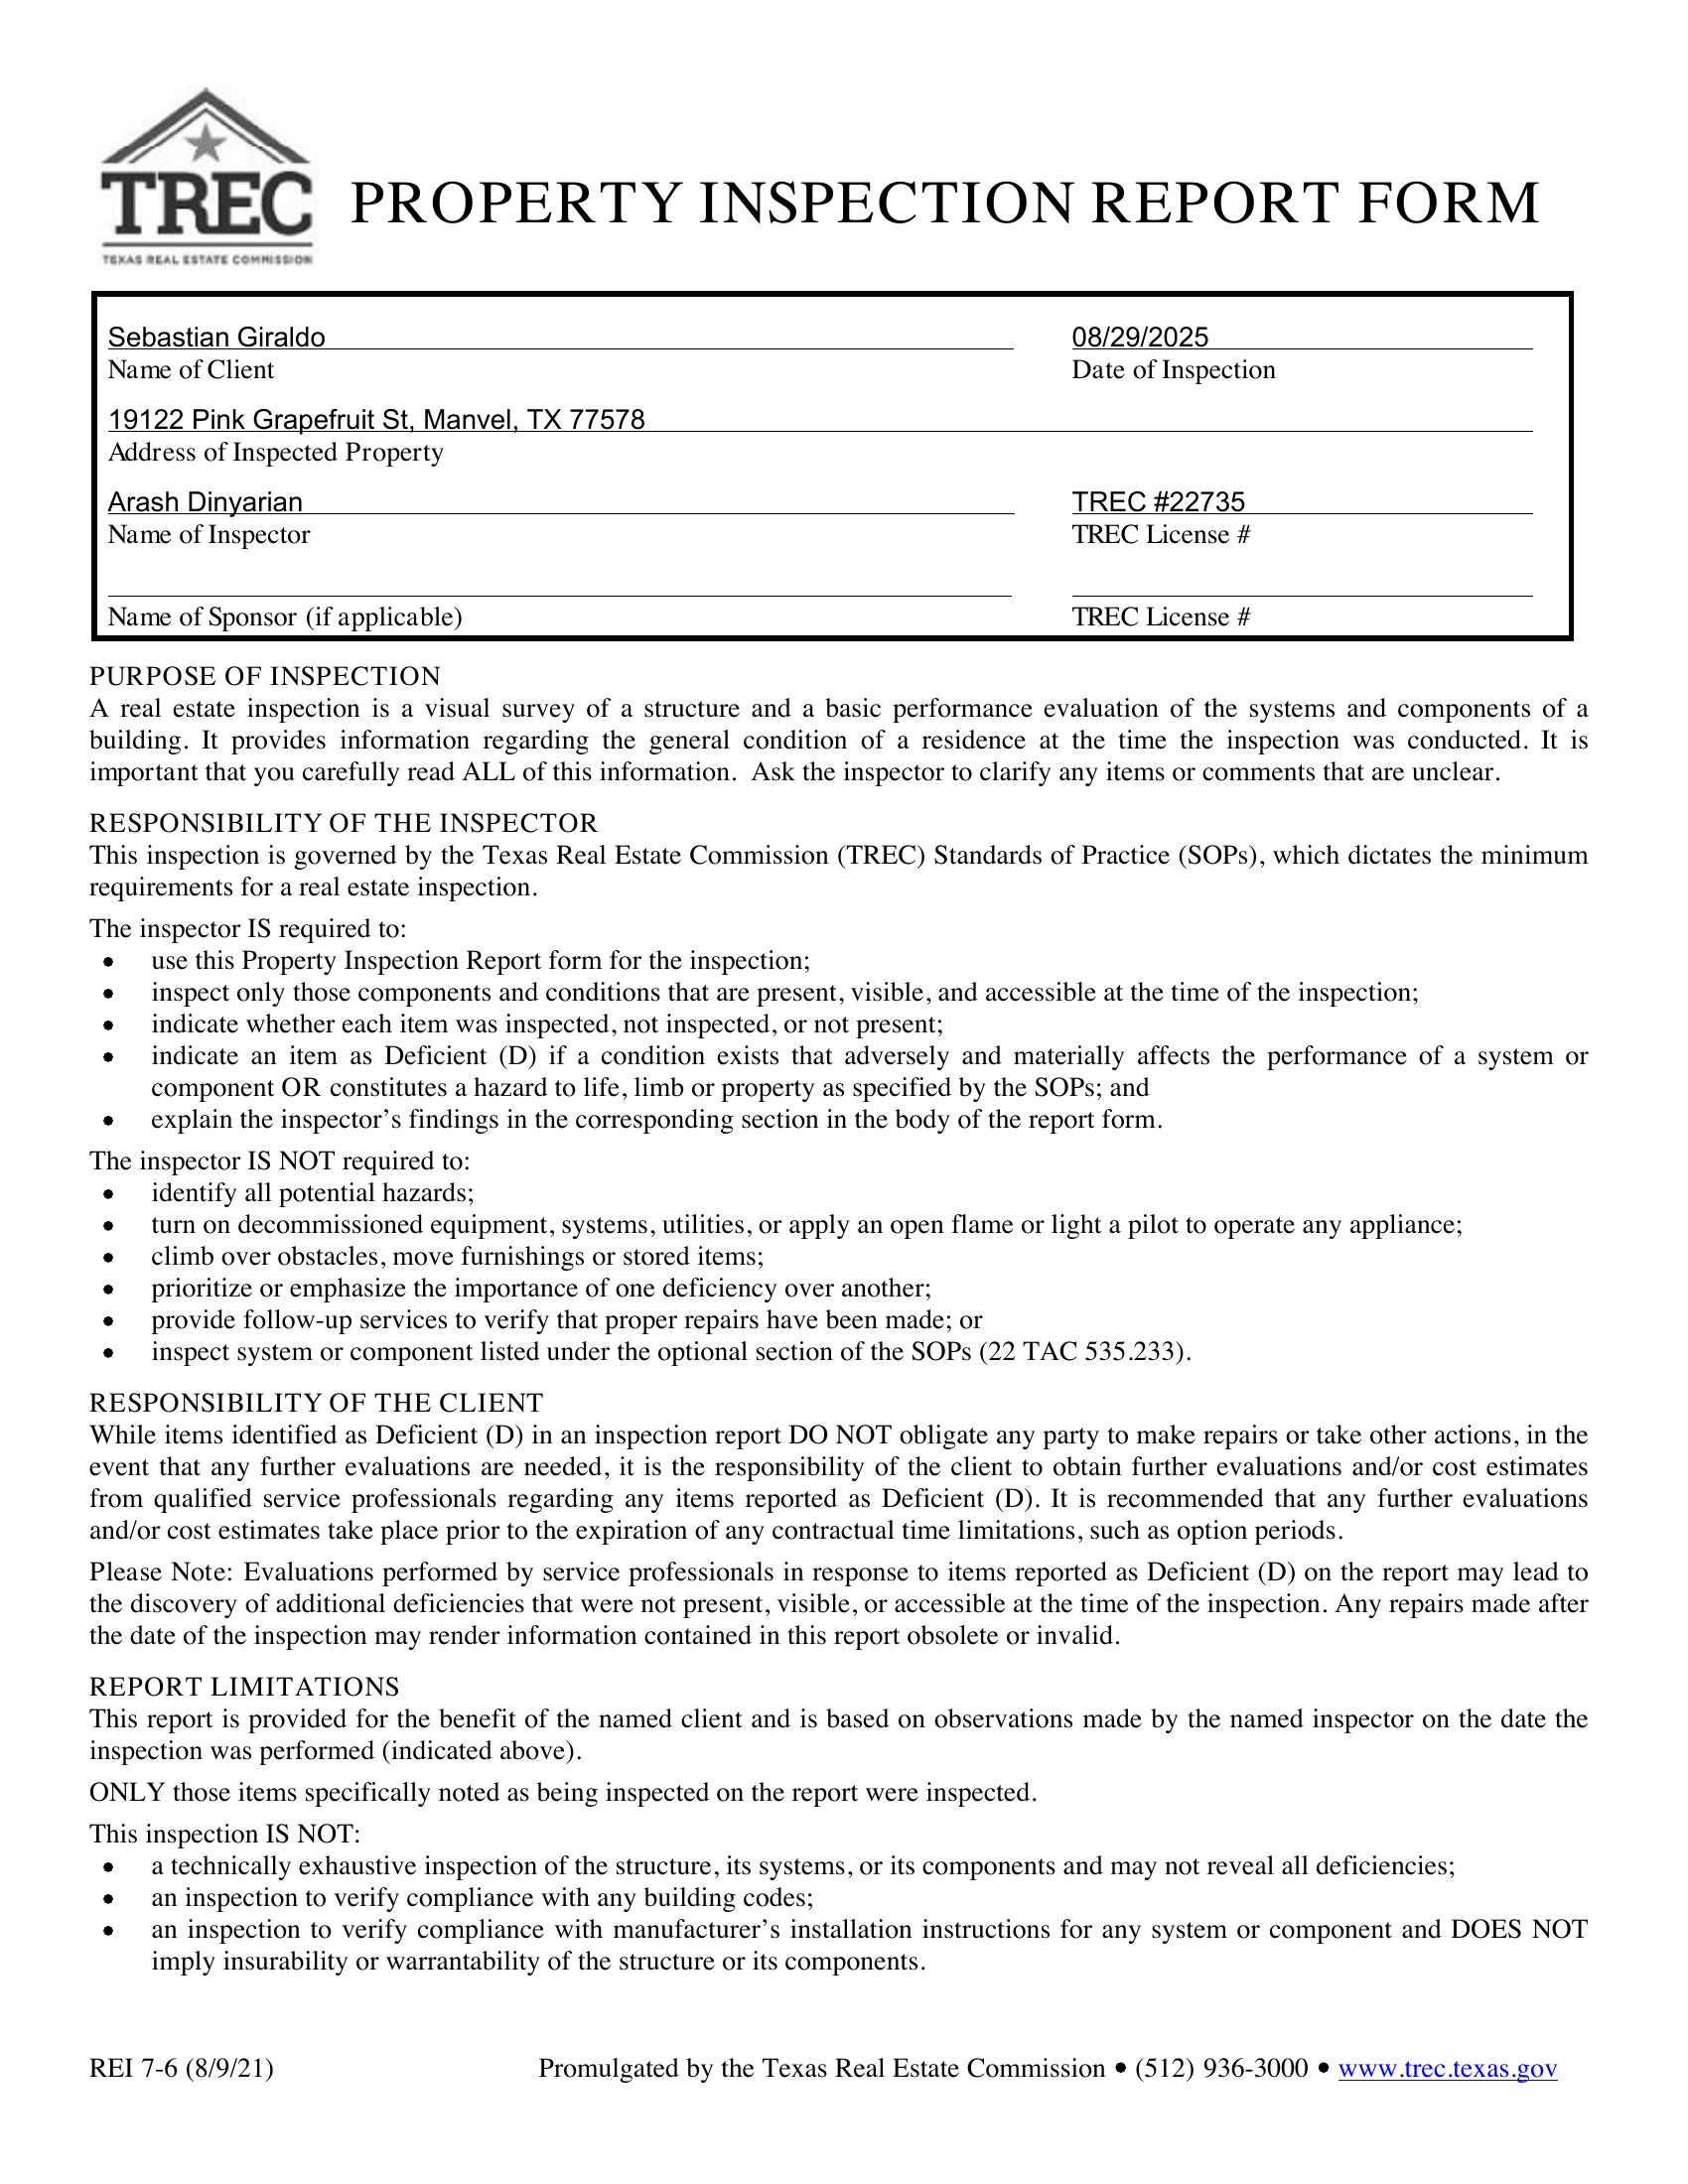 TREC
TEXAS REAL ESTATE COMMISSION
PROPERTY INSPECTION REPORT FORM
Sebastian Giraldo 08/29/2025
Name of Client Date of Inspection
19122 Pink Grapefruit St, Manvel, TX 77578
Address of Inspected Property
Arash Dinyarian TREC #22735
Name of Inspector TREC License #
Name of Sponsor (if applicable) TREC License #
PURPOSE OF INSPECTION
A real estate inspection is a visual survey of a structure and a basic performance evaluation of the systems and components of a
building. It provides information regarding the general condition of a residence at the time the inspection was conducted. It is
important that you carefully read ALL of this information. Ask the inspector to clarify any items or comments that are unclear.
RESPONSIBILITY OF THE INSPECTOR
This inspection is governed by the Texas Real Estate Commission (TREC) Standards of Practice (SOPs), which dictates the minimum
requirements for a real estate inspection.
The inspector IS required to:
• use this Property Inspection Report form for the inspection;
• inspect only those components and conditions that are present, visible, and accessible at the time of the inspection;
• indicate whether each item was inspected, not inspected, or not present;
• indicate an item as Deficient (D) if a condition exists that adversely and materially affects the performance of a system or
component OR constitutes a hazard to life, limb or property as specified by the SOPs; and
• explain the inspector’s findings in the corresponding section in the body of the report form.
The inspector IS NOT required to:
• identify all potential hazards;
• turn on decommissioned equipment, systems, utilities, or apply an open flame or light a pilot to operate any appliance;
• climb over obstacles, move furnishings or stored items;
• prioritize or emphasize the importance of one deficiency over another;
• provide follow-up services to verify that proper repairs have been made; or
• inspect system or component listed under the optional section of the SOPs (22 TAC 535.233).
RESPONSIBILITY OF THE CLIENT
While items identified as Deficient (D) in an inspection report DO NOT obligate any party to make repairs or take other actions, in the
event that any further evaluations are needed, it is the responsibility of the client to obtain further evaluations and/or cost estimates
from qualified service professionals regarding any items reported as Deficient (D). It is recommended that any further evaluations
and/or cost estimates take place prior to the expiration of any contractual time limitations, such as option periods.
Please Note: Evaluations performed by service professionals in response to items reported as Deficient (D) on the report may lead to
the discovery of additional deficiencies that were not present, visible, or accessible at the time of the inspection. Any repairs made after
the date of the inspection may render information contained in this report obsolete or invalid.
REPORT LIMITATIONS
This report is provided for the benefit of the named client and is based on observations made by the named inspector on the date the
inspection was performed (indicated above).
ONLY those items specifically noted as being inspected on the report were inspected.
This inspection IS NOT:
• a technically exhaustive inspection of the structure, its systems, or its components and may not reveal all deficiencies;
• an inspection to verify compliance with any building codes;
• an inspection to verify compliance with manufacturer’s installation instructions for any system or component and DOES NOT
imply insurability or warrantability of the structure or its components.
REI 7-6 (8/9/21) Promulgated by the Texas Real Estate Commission • (512) 936-3000 • www.trec.texas.gov